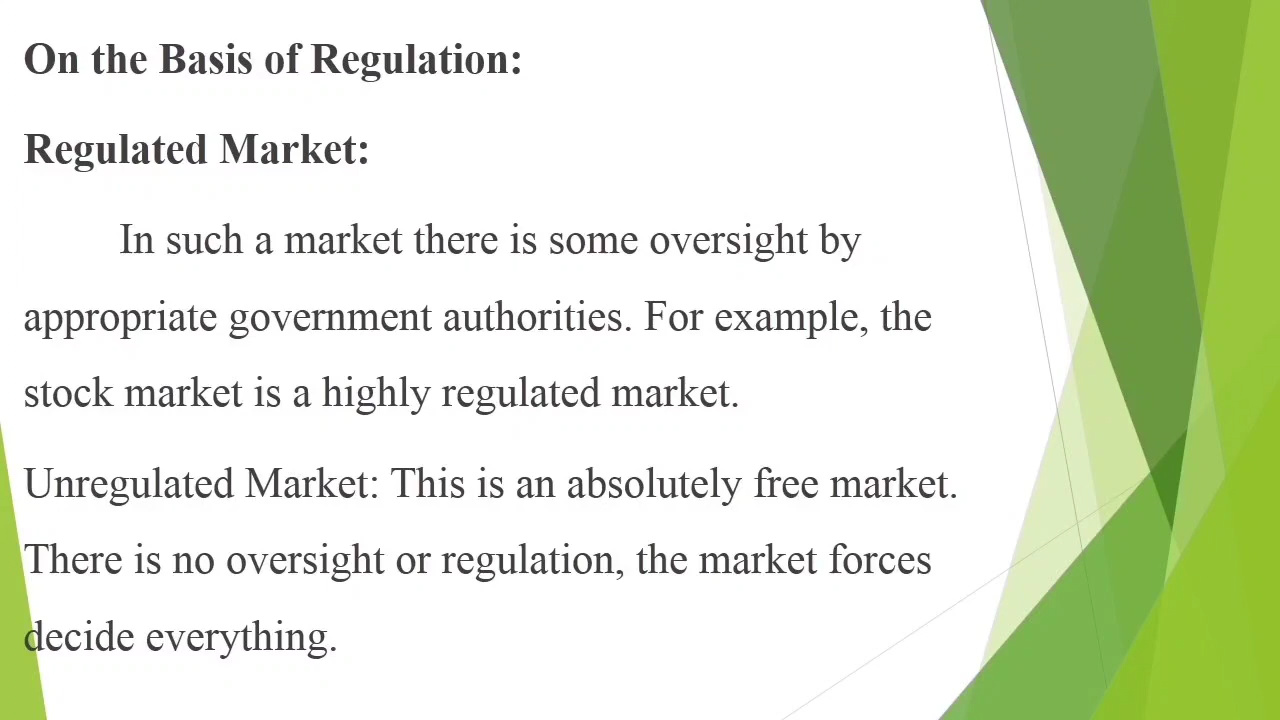 On the Basis of Regulation:
Regulated Market:
In such a market there is some oversight by
appropriate government authorities. For example, the
stock market is a highly regulated market.
Unregulated Market: This is an absolutely free market.
There is no oversight or regulation, the market forces
decide everything.